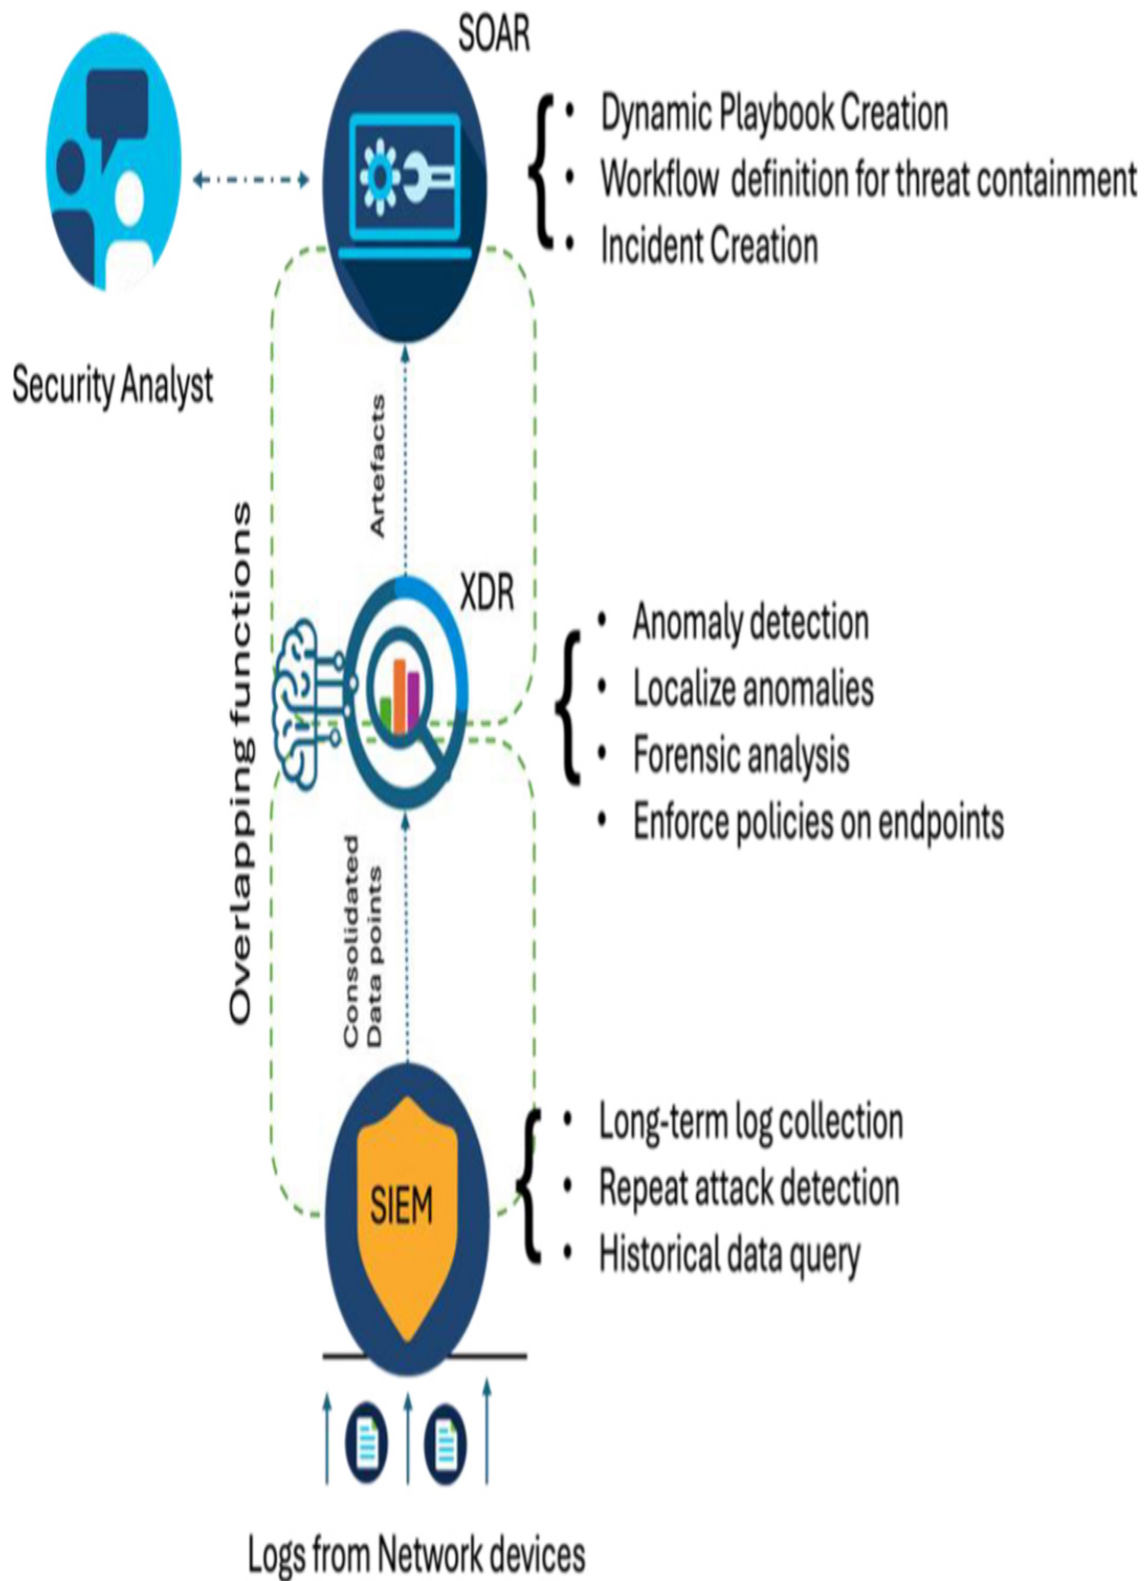 SOAR
• Dynamic Playbook Creation
• Workflow definition for threat containment
• Incident Creation
Security Analyst
Artefacts
Overlapping functions
XDR
• Anomaly detection
• Localize anomalies
• Forensic analysis
• Enforce policies on endpoints
Consolidated
Data points
SIEM
• Long-term log collection
• Repeat attack detection
• Historical data query
Logs from Network devices